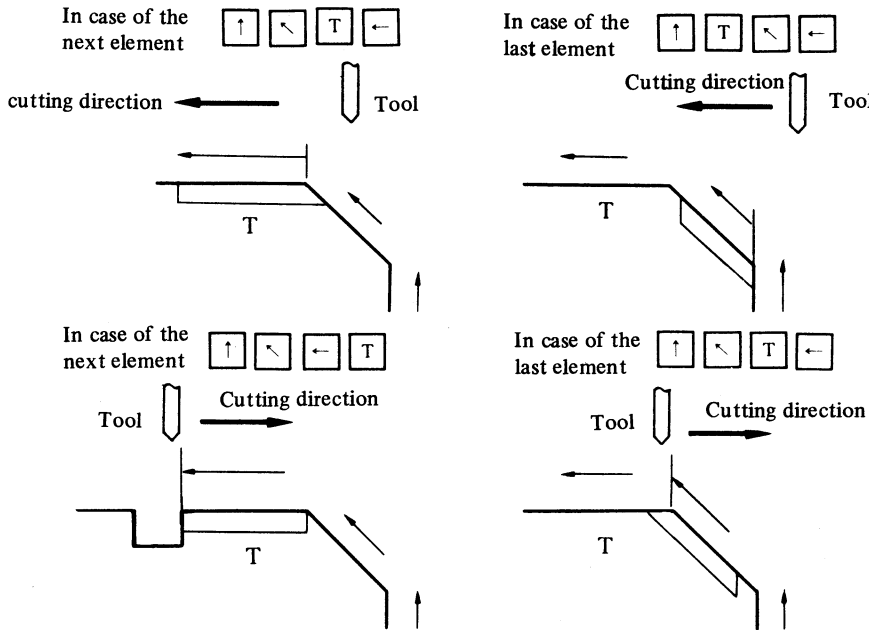 In case of the
next element
↑ ↖ T ←
cutting direction
Tool
T
In case of the
last element
↑ T ↖ ←
Cutting direction
Tool
T
In case of the
next element
↑ ↖ ← T
Cutting direction
Tool
T
In case of the
last element
↑ ↖ T ←
Cutting direction
Tool
T